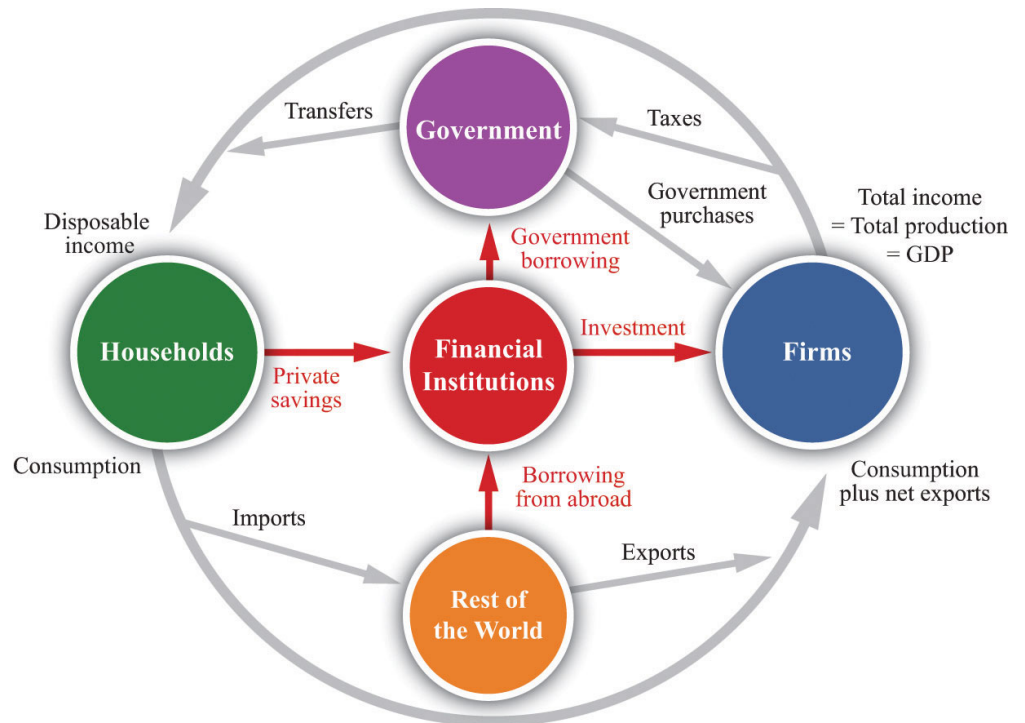 Transfers
Government
Taxes
Government
purchases
Total income
= Total production
= GDP
Disposable
income
Government
borrowing
Households
Private
savings
Financial
Institutions
Investment
Firms
Consumption
Borrowing
from abroad
Consumption
plus net exports
Imports
Exports
Rest of
the World